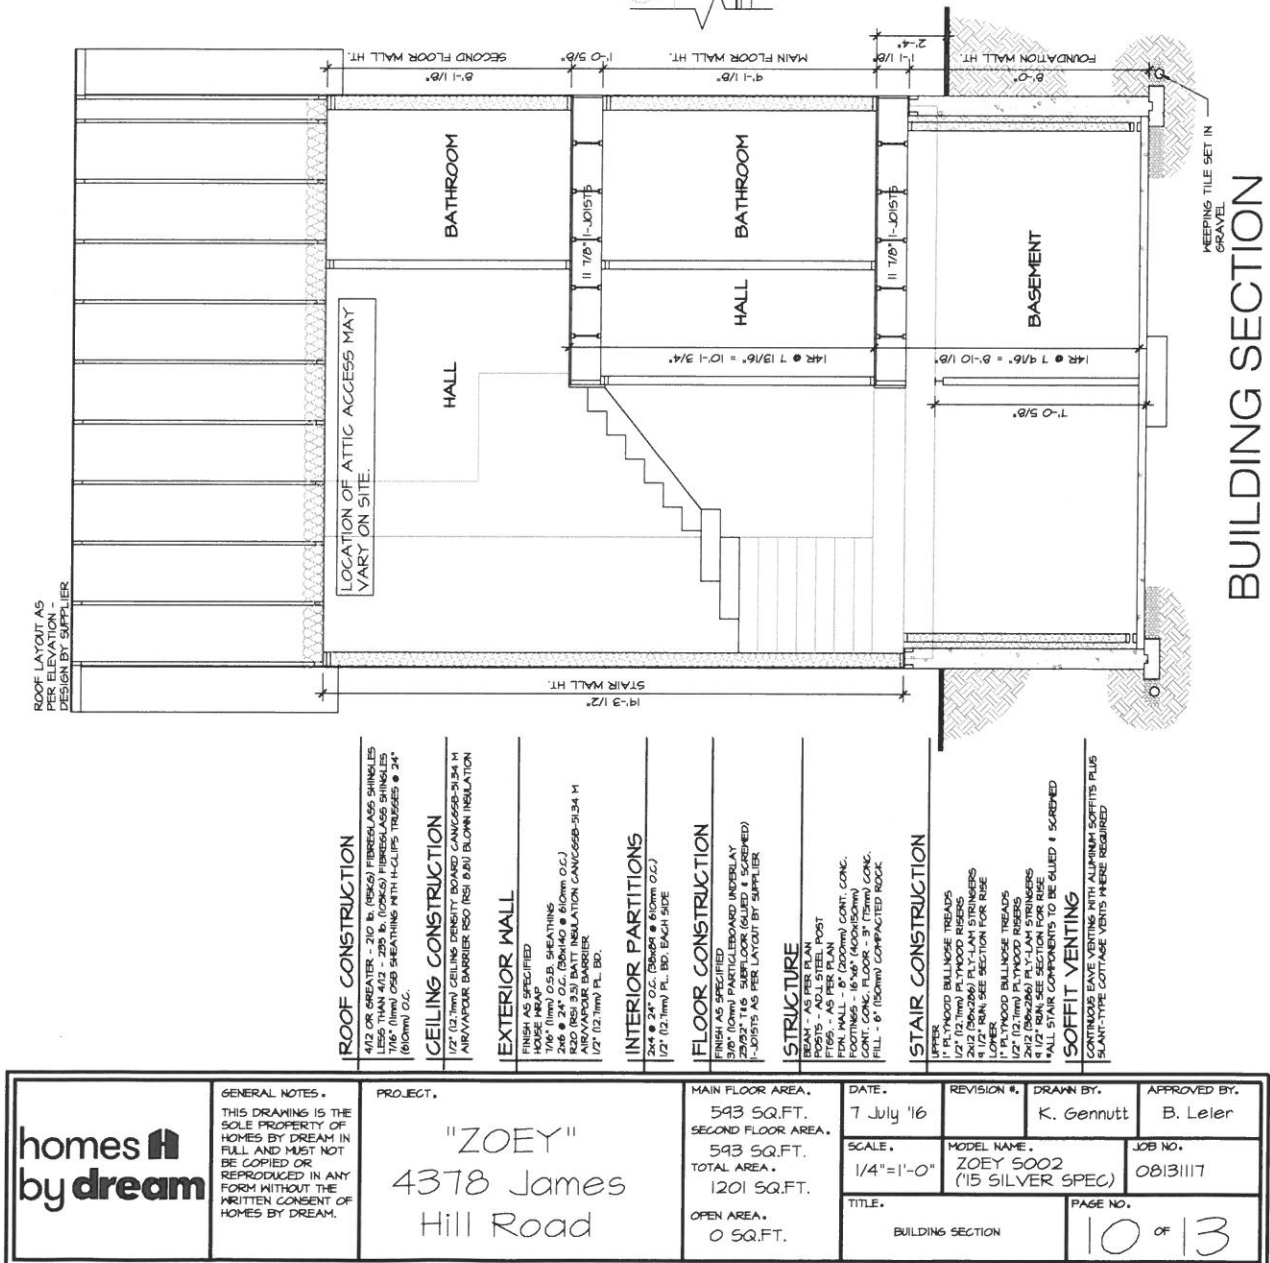 SECOND FLOOR WALL HT.
8'-1 1/8"
1'-0 5/8"
MAIN FLOOR WALL HT.
9'-1 1/8"
1'-1 1/8"
2'-4"
FOUNDATION WALL HT.
8'-0"
BATHROOM
HALL
LOCATION OF ATTIC ACCESS MAY
VARY ON SITE.
11 7/8" I-JOISTS
BATHROOM
HALL
14R @ 7 13/16" = 10'-1 3/4"
11 7/8" I-JOISTS
BASEMENT
14R @ 7 9/16" = 8'-10 1/8"
7'-0 5/8"
WEEPING TILE SET IN
GRAVEL
BUILDING SECTION
ROOF LAYOUT AS
PER ELEVATION -
DESIGN BY SUPPLIER
STAIR WALL HT.
19'-3 1/2"
ROOF CONSTRUCTION
4/12 OR GREATER - 210 lb. (95KG) FIBREGLASS SHINGLES
LESS THAN 4/12 - 235 lb. (105KG) FIBREGLASS SHINGLES
7/16" (11mm) OSB SHEATHING WITH H-CLIPS TRUSSES @ 24"
(610mm) O.C.
CEILING CONSTRUCTION
1/2" (12.7mm) CEILING DENSITY BOARD CAN/CGSB-51.34 M
AIR/VAPOUR BARRIER R50 (RSI 8.81) BLOWN INSULATION
EXTERIOR WALL
FINISH AS SPECIFIED
HOUSE WRAP
7/16" (11mm) O.S.B. SHEATHING
2x6 @ 24" O.C. (38x140 @ 610mm O.C.)
R20 (RSI 3.5) BATT INSULATION CAN/CGSB-51.34 M
AIR/VAPOUR BARRIER
1/2" (12.7mm) PL. BD.
INTERIOR PARTITIONS
2x4 @ 24" O.C. (38x89 @ 610mm O.C.)
1/2" (12.7mm) PL. BD. EACH SIDE
FLOOR CONSTRUCTION
FINISH AS SPECIFIED
3/8" (10mm) PARTICLEBOARD UNDERLAY
23/32" T&G SUBFLOOR (GLUED & SCREWED)
I-JOISTS AS PER LAYOUT BY SUPPLIER
STRUCTURE
BEAM - AS PER PLAN
POSTS - ADJ. STEEL POST
FTGS. - AS PER PLAN
FDN. WALL - 8" (200mm) CONT. CONC.
FOOTINGS - 16"x6" (400x150mm)
CONT. CONC. FLOOR - 3" (75mm) CONC.
FILL - 6" (150mm) COMPACTED ROCK
STAIR CONSTRUCTION
UPPER
1" PLYWOOD BULLNOSE TREADS
1/2" (12.7mm) PLYWOOD RISERS
2x12 (38x286) PLY-LAM STRINGERS
9 1/2" RUN; SEE SECTION FOR RISE
LOWER
1" PLYWOOD BULLNOSE TREADS
1/2" (12.7mm) PLYWOOD RISERS
2x12 (38x286) PLY-LAM STRINGERS
9 1/2" RUN; SEE SECTION FOR RISE
*ALL STAIR COMPONENTS TO BE GLUED & SCREWED
SOFFIT VENTING
CONTINUOUS EAVE VENTING WITH ALUMINUM SOFFITS PLUS
SLANT-TYPE COTTAGE VENTS WHERE REQUIRED
homes
by dream
GENERAL NOTES.
THIS DRAWING IS THE
SOLE PROPERTY OF
HOMES BY DREAM IN
FULL AND MUST NOT
BE COPIED OR
REPRODUCED IN ANY
FORM WITHOUT THE
WRITTEN CONSENT OF
HOMES BY DREAM.
PROJECT.
"ZOEY"
4378 James
Hill Road
MAIN FLOOR AREA.
593 SQ.FT.
SECOND FLOOR AREA.
593 SQ.FT.
TOTAL AREA.
1201 SQ.FT.
OPEN AREA.
0 SQ.FT.
DATE.
7 July '16
REVISION #.
DRAWN BY.
K. Gennutt
APPROVED BY.
B. Leier
SCALE.
1/4"=1'-0"
MODEL NAME.
ZOEY 5002
('15 SILVER SPEC)
JOB NO.
08131117
TITLE.
BUILDING SECTION
PAGE NO.
10 OF 13